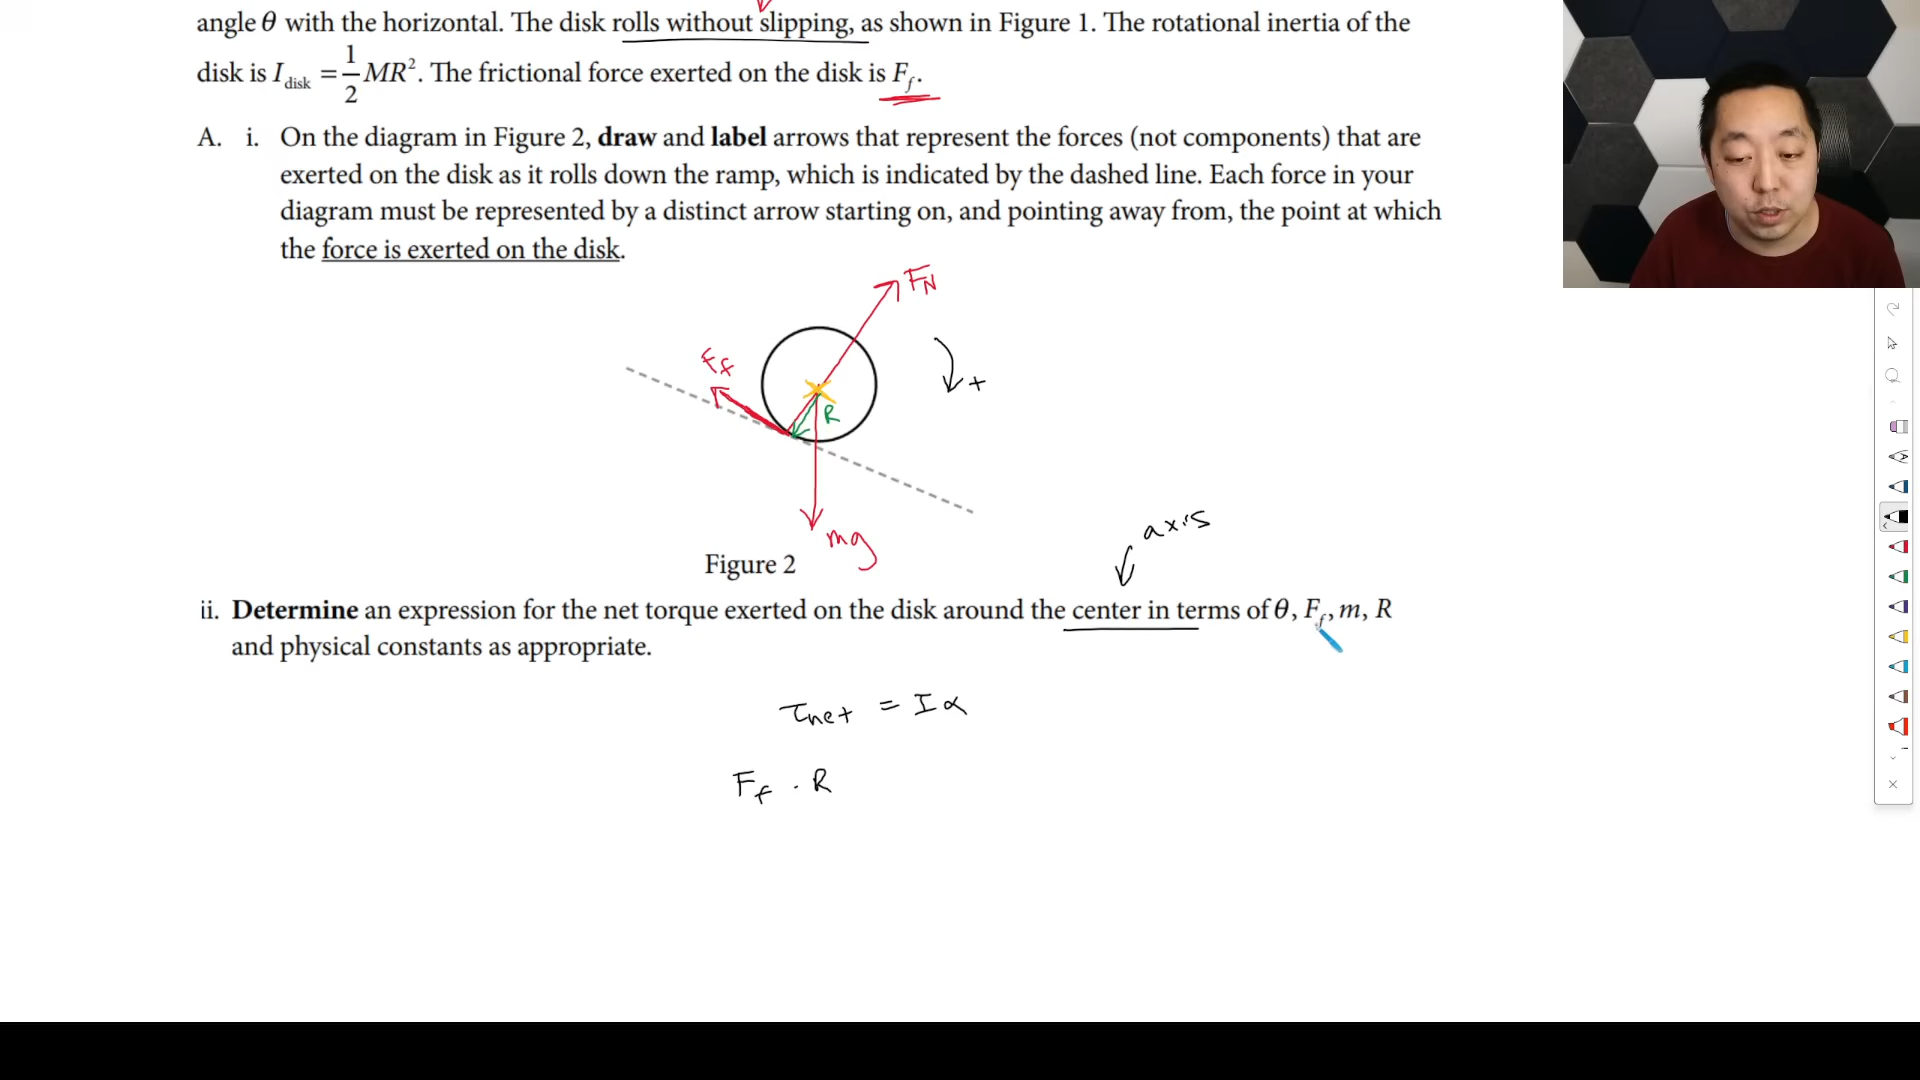 angle θ with the horizontal. The disk rolls without slipping, as shown in Figure 1. The rotational inertia of the
disk is I_disk = 1/2 MR². The frictional force exerted on the disk is F_f.
A. i. On the diagram in Figure 2, draw and label arrows that represent the forces (not components) that are
exerted on the disk as it rolls down the ramp, which is indicated by the dashed line. Each force in your
diagram must be represented by a distinct arrow starting on, and pointing away from, the point at which
the force is exerted on the disk.
F_N
F_f
+
R
mg
Figure 2
axis
ii. Determine an expression for the net torque exerted on the disk around the center in terms of θ, F_f, m, R
and physical constants as appropriate.
τ_net = Iα
F_f · R